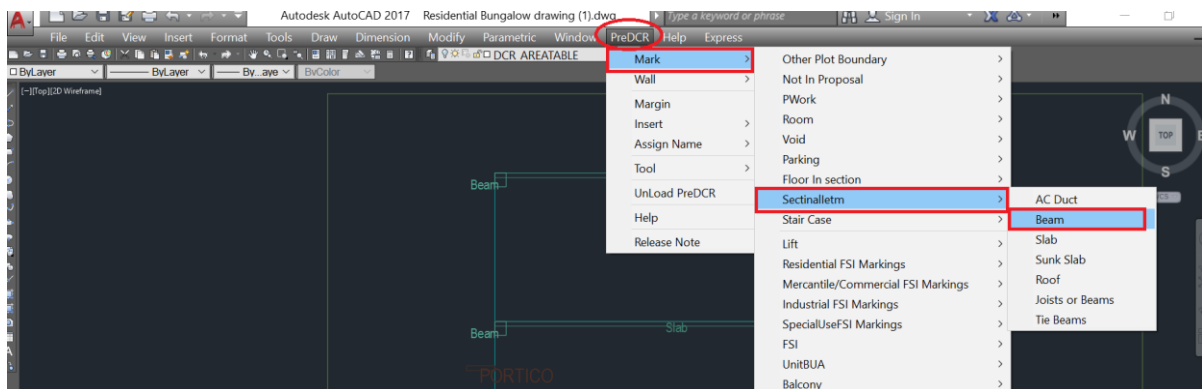 Autodesk AutoCAD 2017 Residential Bungalow drawing (1).dwg Type a keyword or phrase Sign In
File Edit View Insert Format Tools Draw Dimension Modify Parametric Window PreDCR Help Express
DCR_AREATABLE
ByLayer ByLayer By...aye ByColor
[−][Top][2D Wireframe]
Mark
Wall
Margin
Insert
Assign Name
Tool
UnLoad PreDCR
Help
Release Note
Other Plot Boundary
Not In Proposal
PWork
Room
Void
Parking
Floor In section
Sectinalletm
Stair Case
Lift
Residential FSI Markings
Mercantile/Commercial FSI Markings
Industrial FSI Markings
SpecialUseFSI Markings
FSI
UnitBUA
Balcony
AC Duct
Beam
Slab
Sunk Slab
Roof
Joists or Beams
Tie Beams
N
W TOP E
S
Beam
Beam Slab
PORTICO